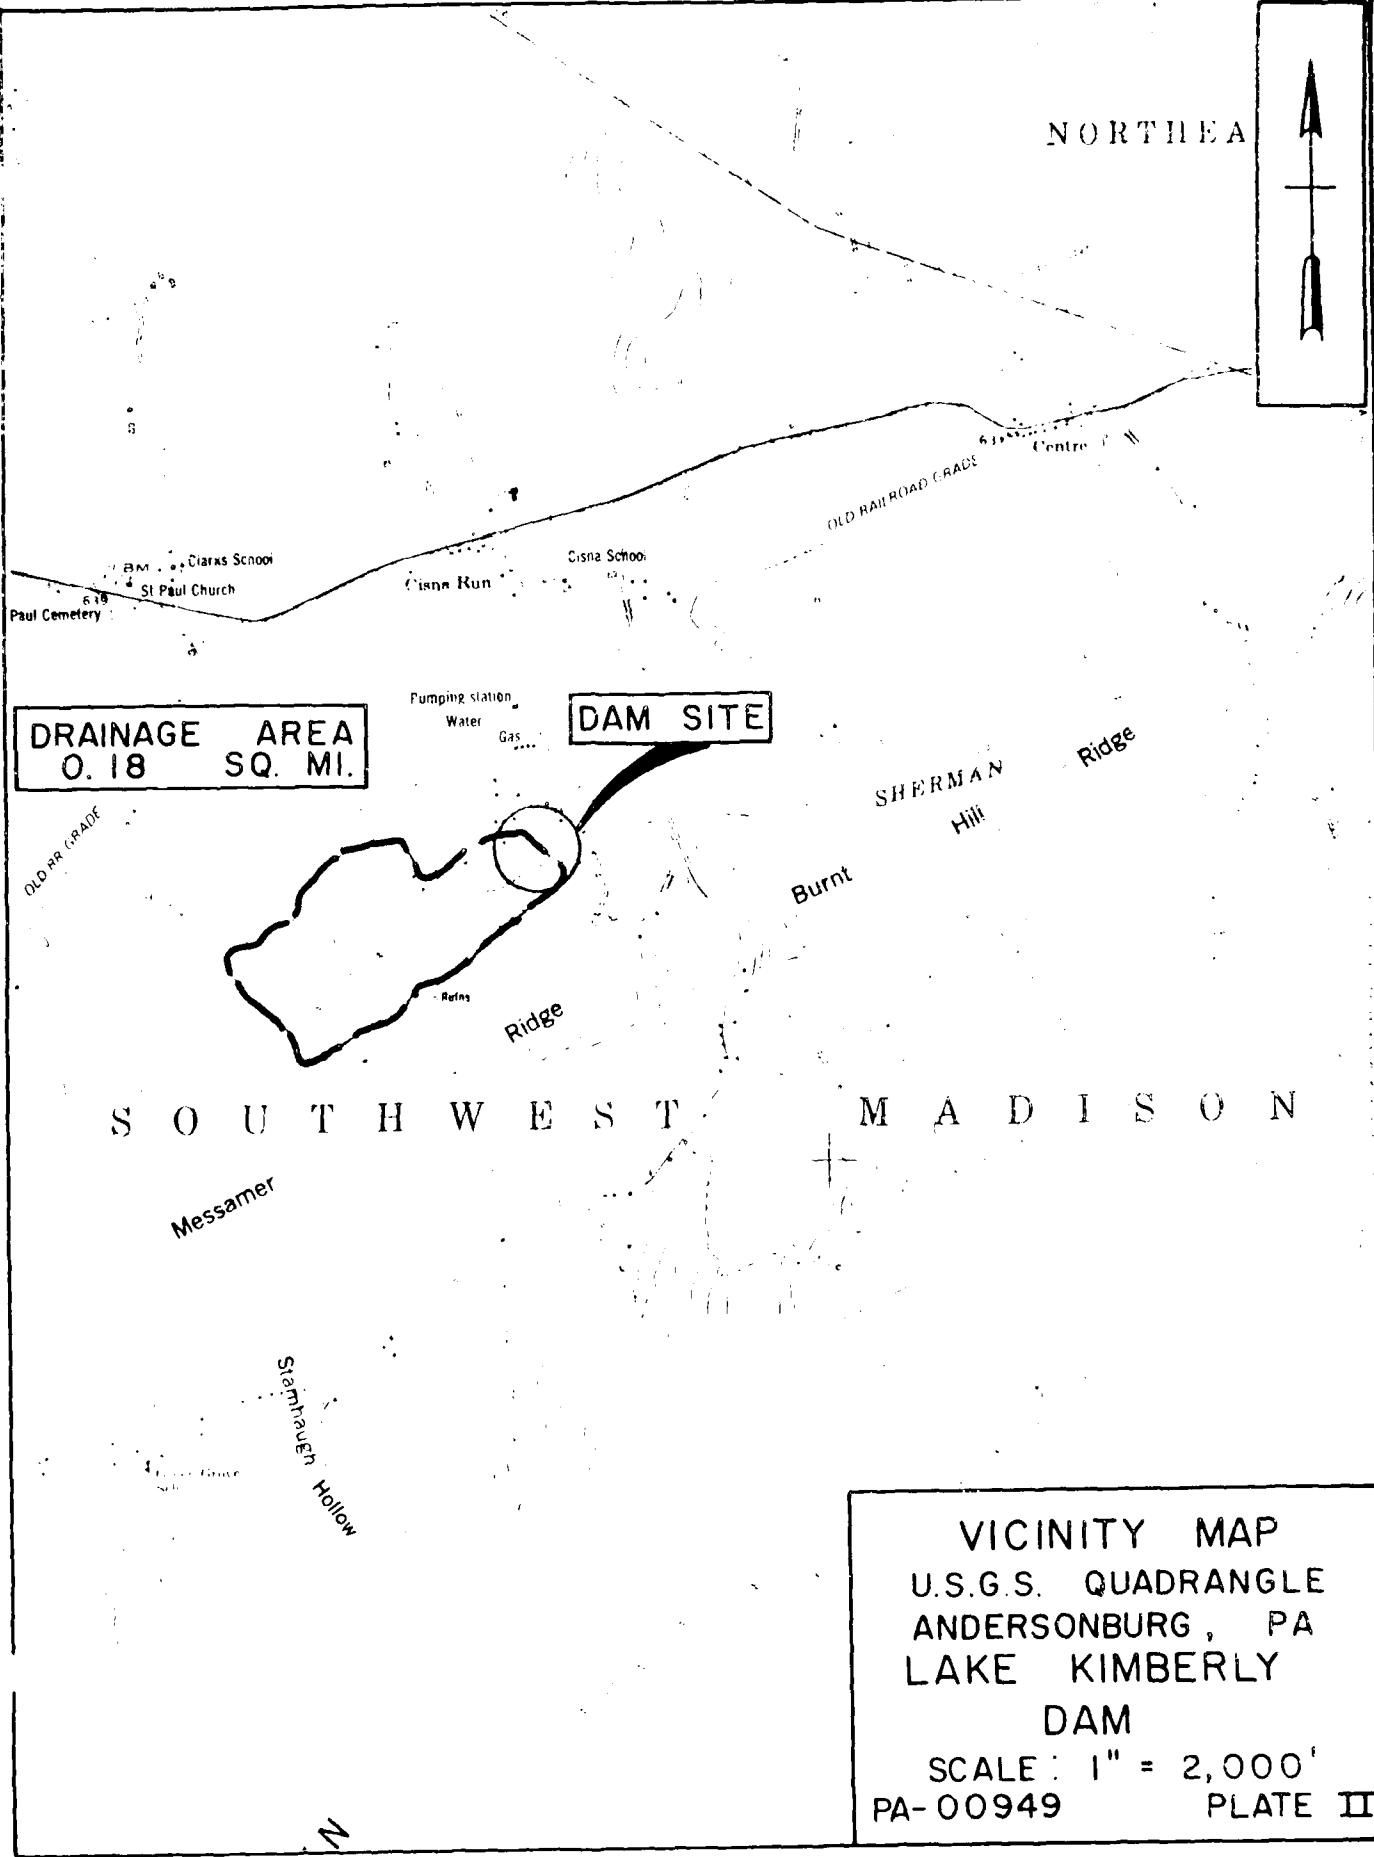 NORTHEA
Centre
OLD RAILROAD GRADE
BM
Clarks School
Cisna School
St Paul Church
Cisna Run
639
Paul Cemetery
Pumping station
Water
Gas
DAM SITE
DRAINAGE AREA
0.18 SQ. MI.
Ridge
SHERMAN
Hill
OLD RR GRADE
Burnt
Ruins
Ridge
SOUTHWEST MADISON
Messamer
Stambaugh Hollow
VICINITY MAP
U.S.G.S. QUADRANGLE
ANDERSONBURG, PA
LAKE KIMBERLY
DAM
SCALE: 1" = 2,000'
PA-00949 PLATE II
N